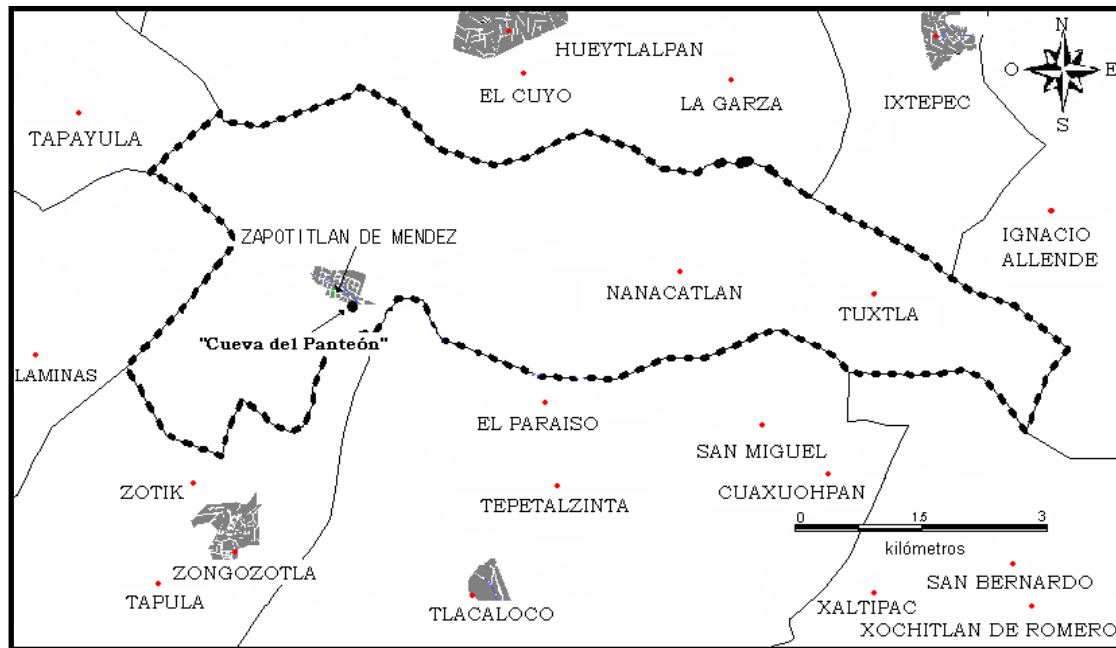 HUEYTLALPAN
EL CUYO
LA GARZA
IXTEPEC
N
O
E
S
TAPAYULA
IGNACIO
ALLENDE
ZAPOTITLAN DE MENDEZ
NANACATLAN
TUXTLA
"Cueva del Panteón"
LAMINAS
EL PARAISO
SAN MIGUEL
CUAXUOHPAN
ZOTIK
TEPETALZINTA
0 1.5 3
kilómetros
ZONGOZOTLA
TAPULA
TLACALOCO
SAN BERNARDO
XALTIPAC
XOCHITLAN DE ROMERO